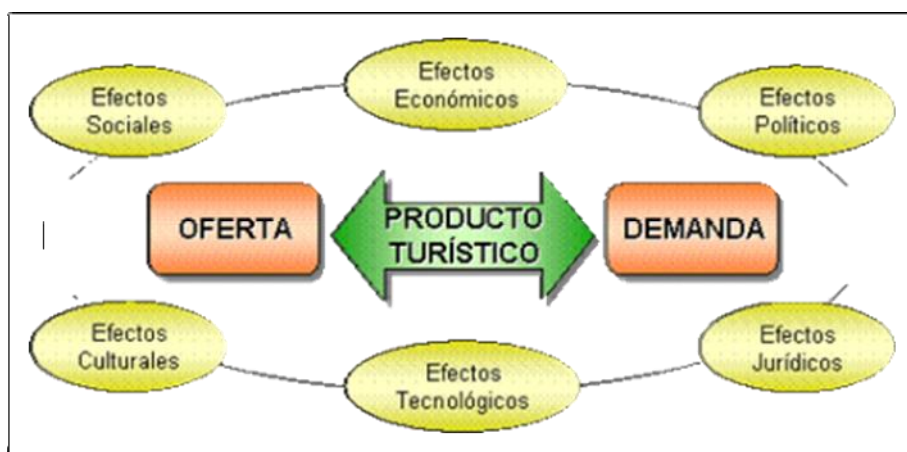 Efectos
Sociales
Efectos
Económicos
Efectos
Políticos
OFERTA
PRODUCTO
TURÍSTICO
DEMANDA
Efectos
Culturales
Efectos
Tecnológicos
Efectos
Jurídicos